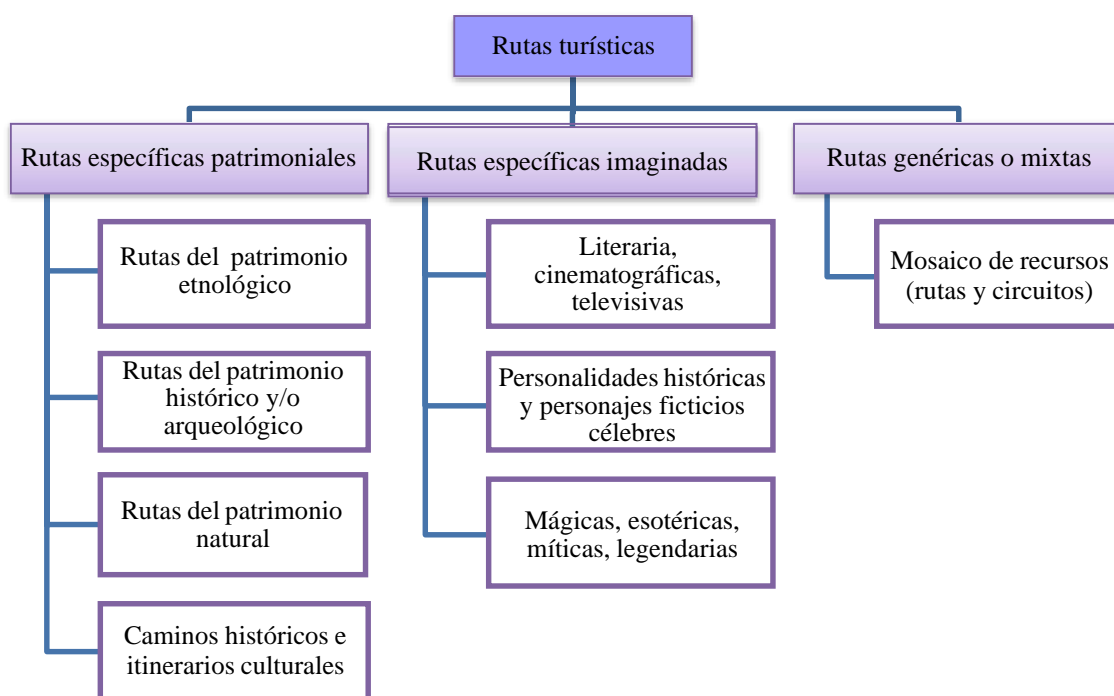 Rutas turísticas
Rutas específicas patrimoniales
Rutas del patrimonio
etnológico
Rutas del patrimonio
histórico y/o
arqueológico
Rutas del patrimonio
natural
Caminos históricos e
itinerarios culturales
Rutas específicas imaginadas
Literaria,
cinematográficas,
televisivas
Personalidades históricas
y personajes ficticios
célebres
Mágicas, esotéricas,
míticas, legendarias
Rutas genéricas o mixtas
Mosaico de recursos
(rutas y circuitos)